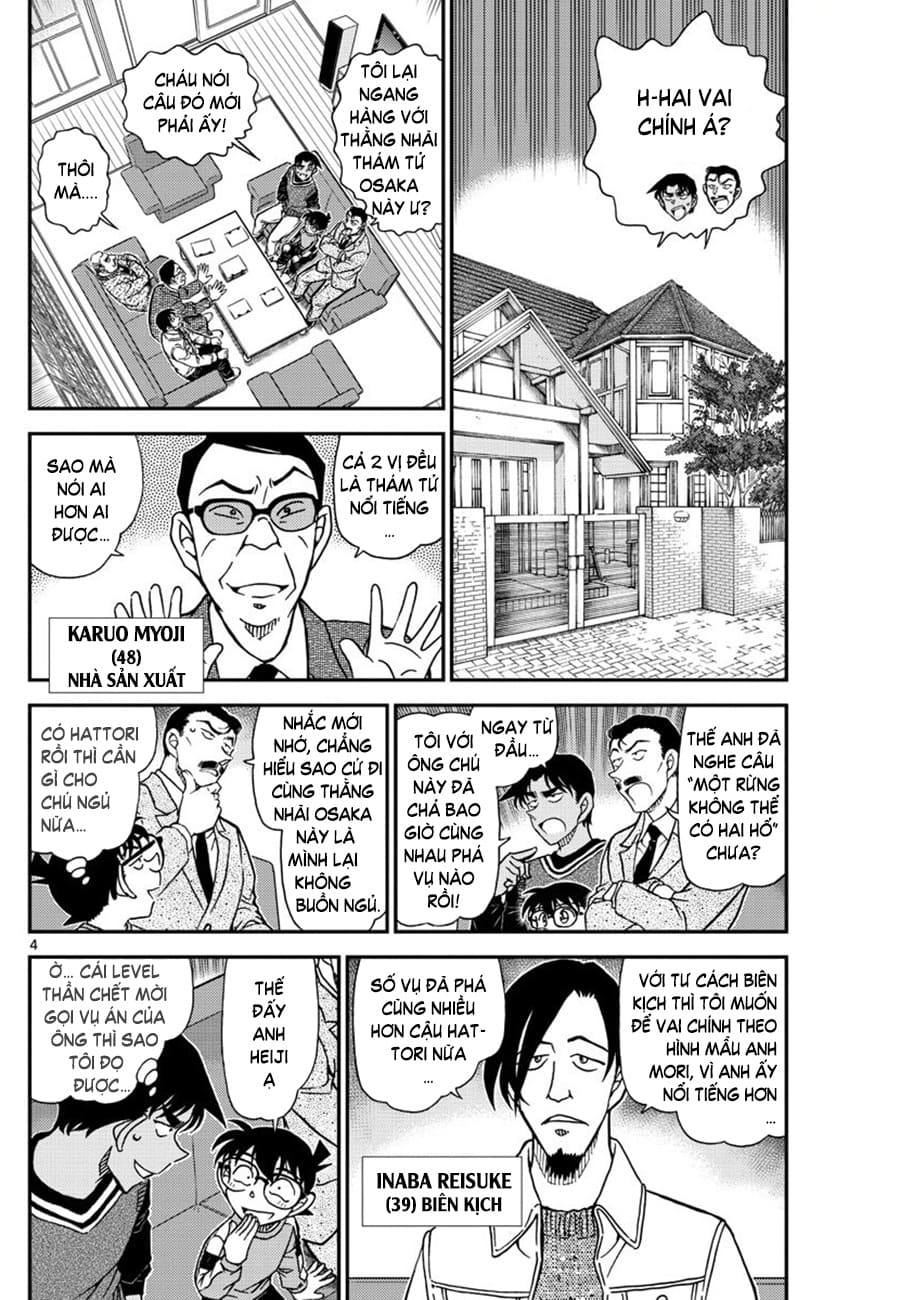 H-HAI VAI
CHÍNH Á?
TÔI LẠI
NGANG
HÀNG VỚI
THẰNG NHÃI
THÁM TỬ
OSAKA
NÀY Ư?
CHÁU NÓI
CÂU ĐÓ MỚI
PHẢI ẤY!
THÔI
MÀ....
CẢ 2 VỊ ĐỀU
LÀ THÁM TỬ
NỔI TIẾNG
...
SAO MÀ
NÓI AI
HƠN AI
ĐƯỢC...
KARUO MYOJI
(48)
NHÀ SẢN XUẤT
THẾ ANH ĐÃ
NGHE CÂU
“MỘT RỪNG
KHÔNG THỂ
CÓ HAI HỔ”
CHƯA?
NGAY TỪ
ĐẦU...
TÔI VỚI
ÔNG CHÚ
NÀY ĐÃ
CHẢ BAO
GIỜ CÙNG
NHAU PHÁ
VỤ NÀO
RỒI!
NHẮC MỚI
NHỚ, CHẲNG
HIỂU SAO CỨ ĐI
CÙNG THẰNG
NHÃI OSAKA
NÀY LÀ
MÌNH LẠI
KHÔNG
BUỒN NGỦ.
CÓ HATTORI
RỒI THÌ CẦN
GÌ CHO
CHÚ NGỦ
NỮA...
4
VỚI TƯ CÁCH BIÊN
KỊCH THÌ TÔI MUỐN
ĐỂ VAI CHÍNH THEO
HÌNH MẪU ANH
MORI, VÌ ANH ẤY
NỔI TIẾNG HƠN
...
SỐ VỤ ĐÃ PHÁ
CŨNG NHIỀU
HƠN CẬU HAT-
TORI NỮA
...
INABA REISUKE
(39) BIÊN KỊCH
THẾ
ĐẤY
ANH
HEIJI
Ạ
Ờ... CÁI LEVEL
THẦN CHẾT MỜI
GỌI VỤ ÁN CỦA
ÔNG THÌ SAO
TÔI ĐỌ
ĐƯỢC...